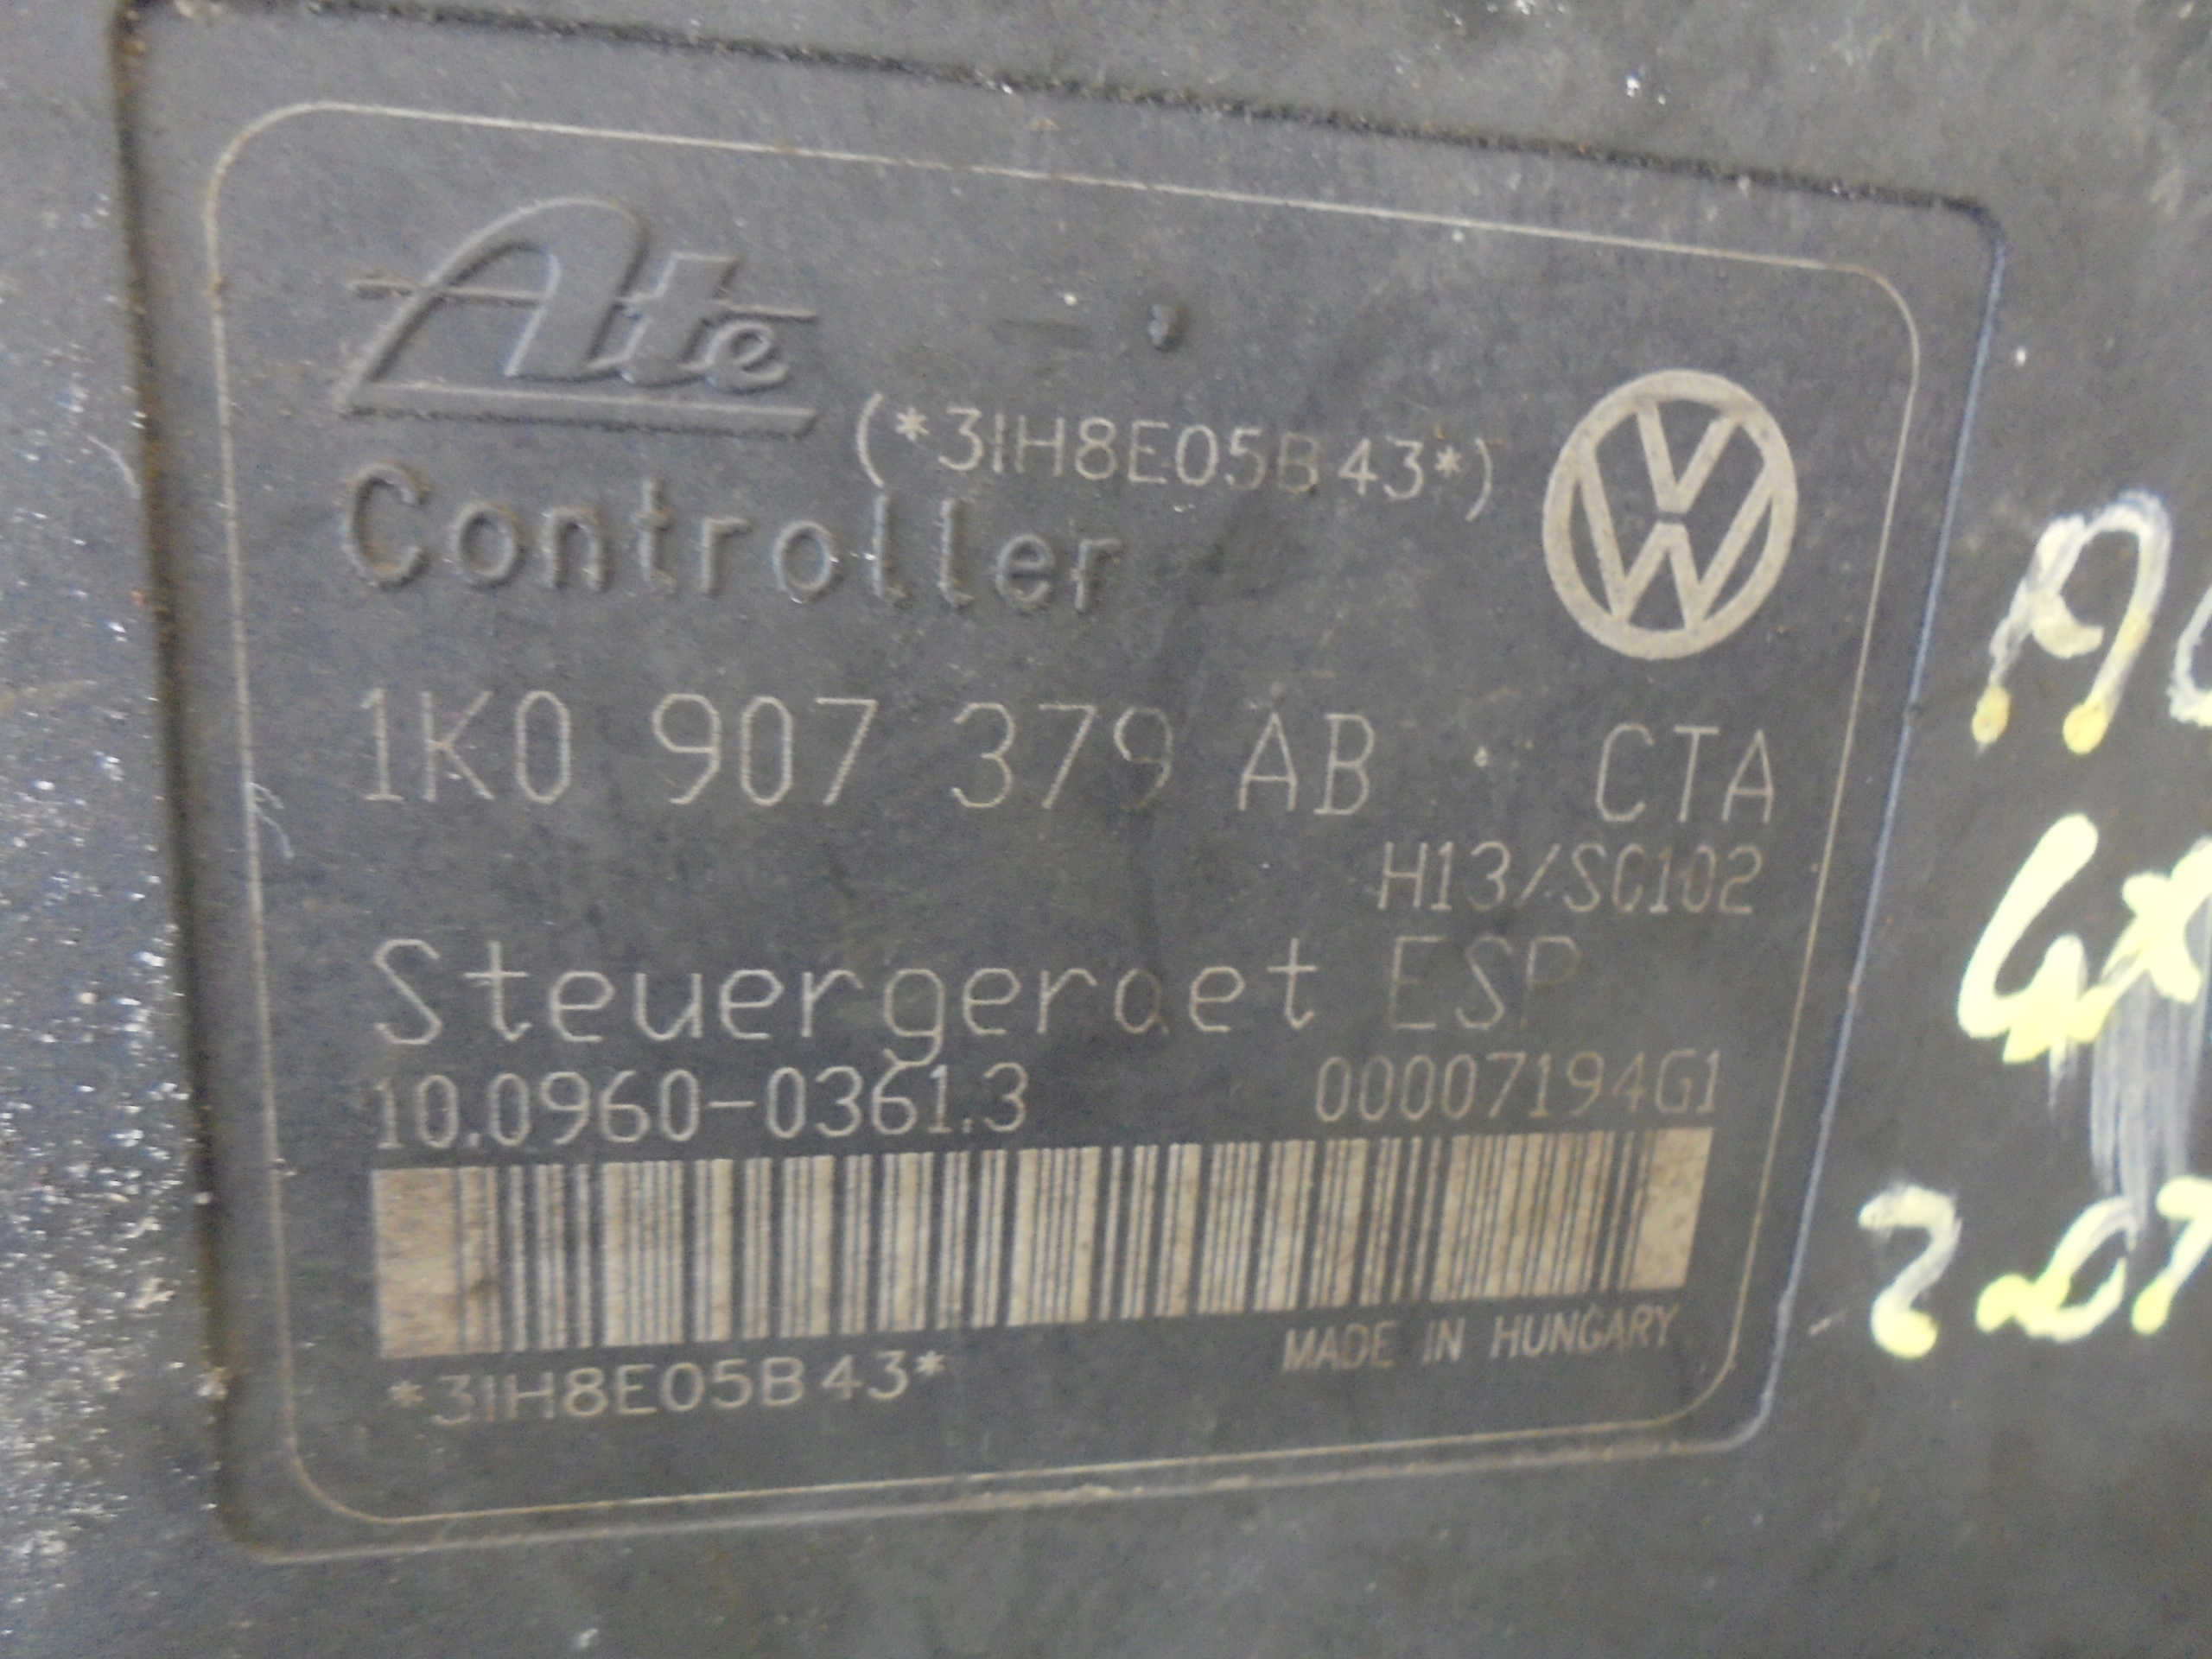 Ate
(*3IH8E05B43*)
Controller
1K0 907 379 AB CTA
H13/SC102
Steuergeraet ESP
10.0960-0361.3 00007194G1
MADE IN HUNGARY
*3IH8E05B43*